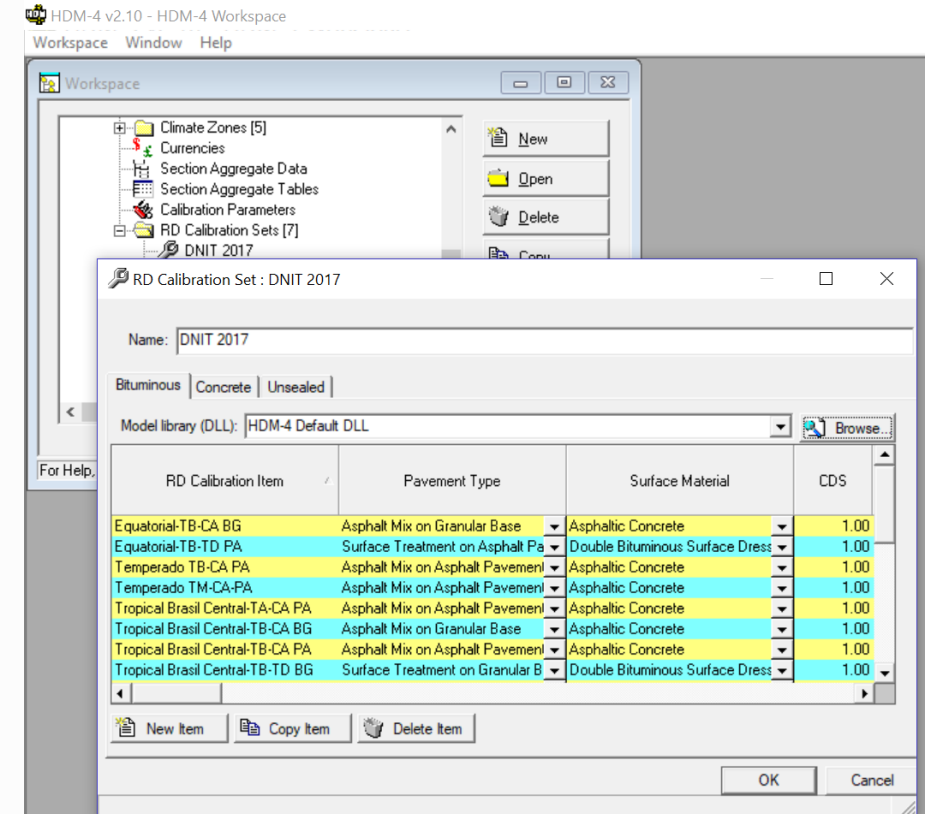 HDM-4 v2.10 - HDM-4 Workspace
Workspace Window Help
Workspace
Climate Zones [5]
Currencies
Section Aggregate Data
Section Aggregate Tables
Calibration Parameters
RD Calibration Sets [7]
DNIT 2017
New
Open
Delete
Copy
For Help,
RD Calibration Set : DNIT 2017
Name: DNIT 2017
Bituminous Concrete Unsealed
Model library (DLL): HDM-4 Default DLL Browse...
RD Calibration Item Pavement Type Surface Material CDS
Equatorial-TB-CA BG Asphalt Mix on Granular Base Asphaltic Concrete 1.00
Equatorial-TB-TD PA Surface Treatment on Asphalt Pa Double Bituminous Surface Dress 1.00
Temperado TB-CA PA Asphalt Mix on Asphalt Pavement Asphaltic Concrete 1.00
Temperado TM-CA-PA Asphalt Mix on Asphalt Pavement Asphaltic Concrete 1.00
Tropical Brasil Central-TA-CA PA Asphalt Mix on Asphalt Pavement Asphaltic Concrete 1.00
Tropical Brasil Central-TB-CA BG Asphalt Mix on Granular Base Asphaltic Concrete 1.00
Tropical Brasil Central-TB-CA PA Asphalt Mix on Asphalt Pavement Asphaltic Concrete 1.00
Tropical Brasil Central-TB-TD BG Surface Treatment on Granular B Double Bituminous Surface Dress 1.00
New Item Copy Item Delete Item
OK Cancel